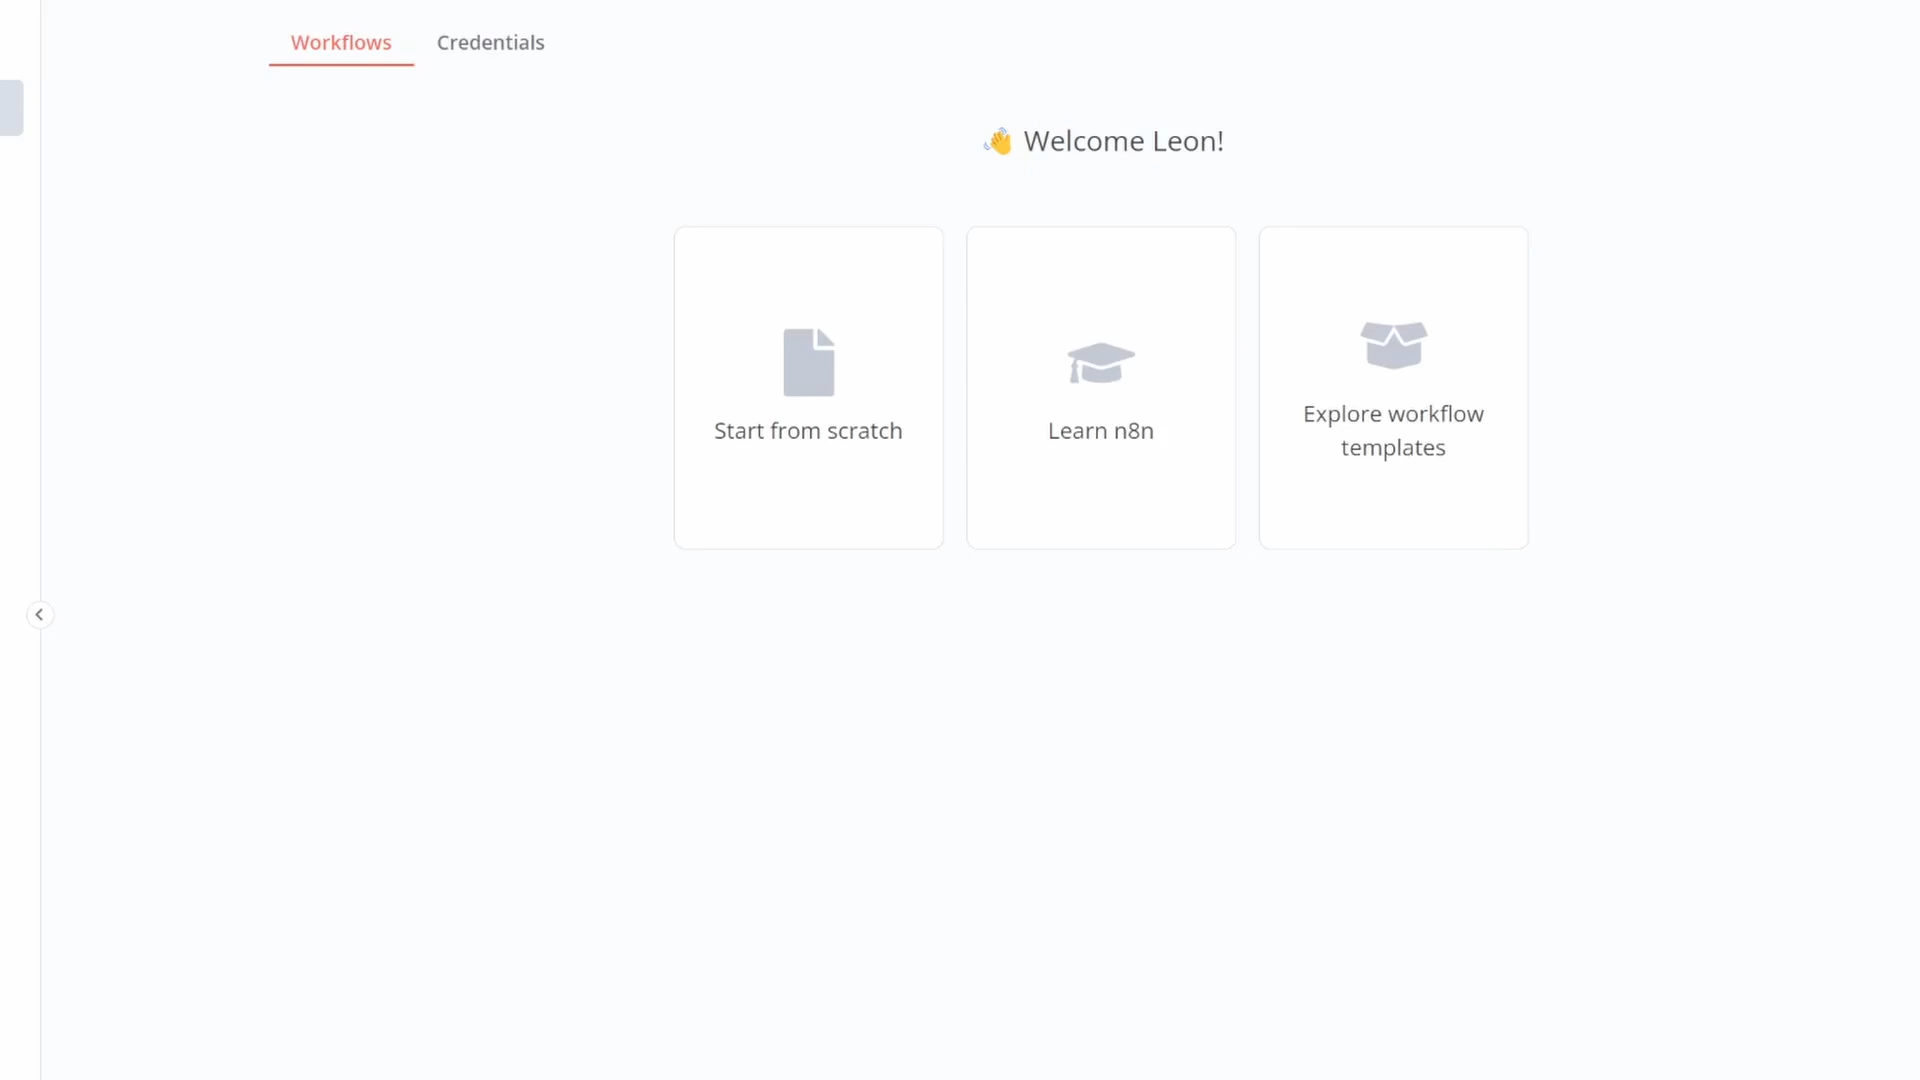 Workflows
Credentials
👋 Welcome Leon!
Start from scratch
Learn n8n
Explore workflow
templates